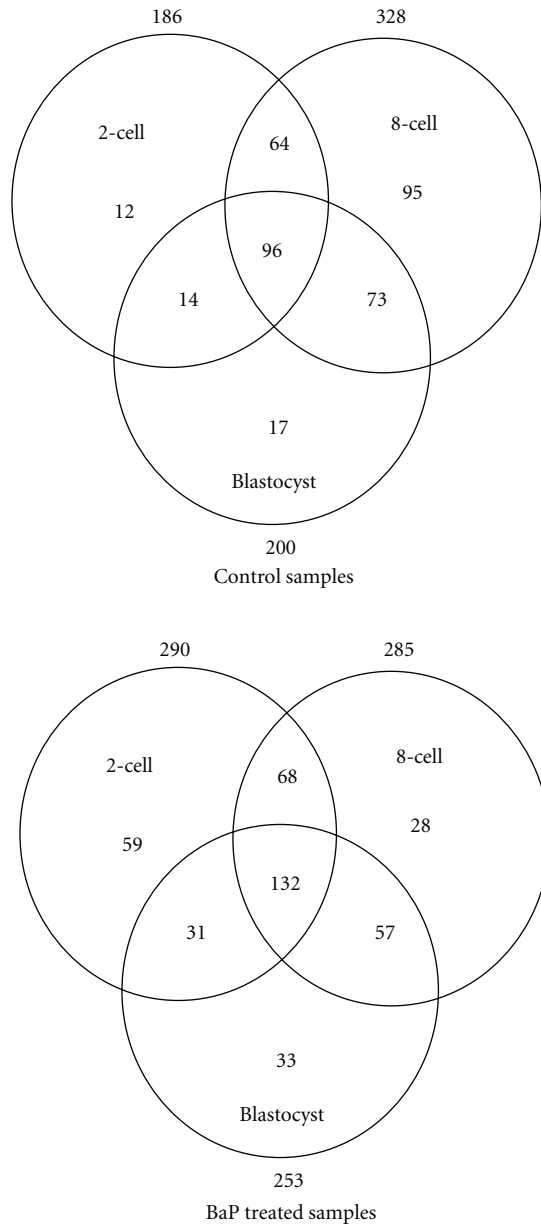 186 328
2-cell 8-cell
64
12 95
96
14 73
17
Blastocyst
200
Control samples
290 285
2-cell 8-cell
68
59 28
132
31 57
33
Blastocyst
253
BaP treated samples